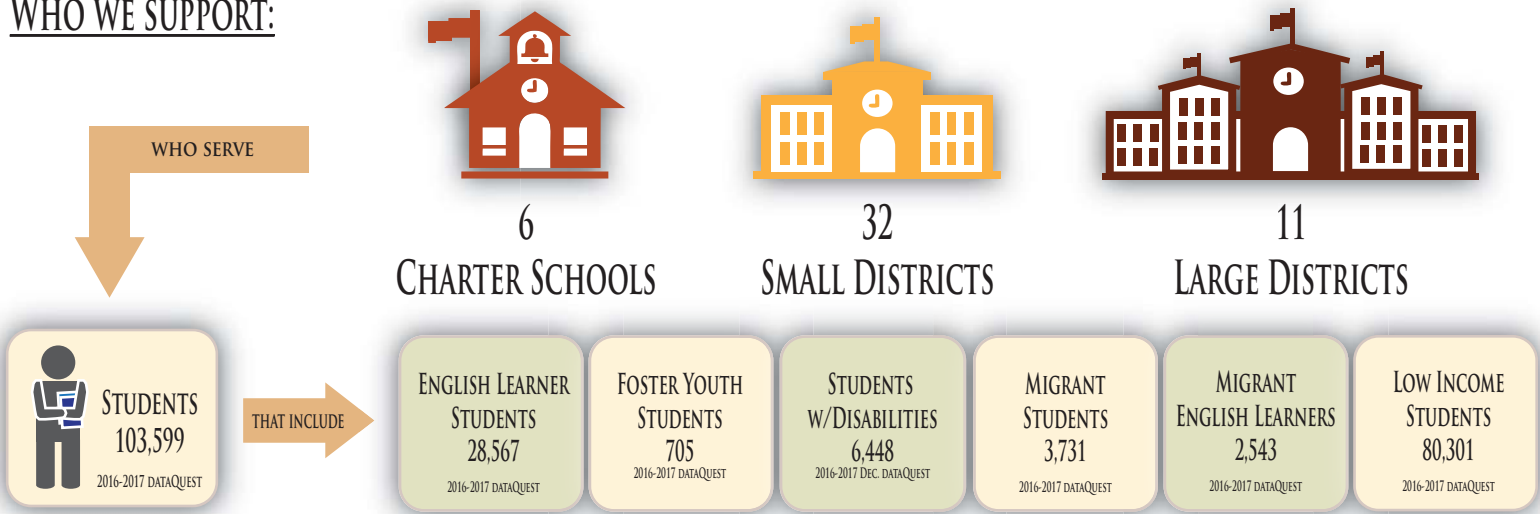 WHO WE SUPPORT:
WHO SERVE
6
CHARTER SCHOOLS
32
SMALL DISTRICTS
11
LARGE DISTRICTS
STUDENTS
103,599
2016-2017 DATAQUEST
THAT INCLUDE
ENGLISH LEARNER
STUDENTS
28,567
2016-2017 DATAQUEST
FOSTER YOUTH
STUDENTS
705
2016-2017 DATAQUEST
STUDENTS
W/DISABILITIES
6,448
2016-2017 DEC. DATAQUEST
MIGRANT
STUDENTS
3,731
2016-2017 DATAQUEST
MIGRANT
ENGLISH LEARNERS
2,543
2016-2017 DATAQUEST
LOW INCOME
STUDENTS
80,301
2016-2017 DATAQUEST